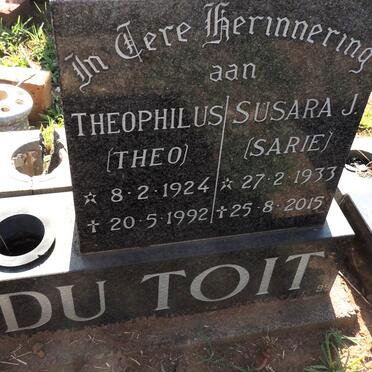 In Tere Herinnering
aan
THEOPHILUS SUSARA J.
(THEO) (SARIE)
☆ 8-2-1924 ☆ 27-2-1933
✝ 20-5-1992 ✝ 25-8-2015
DU TOIT